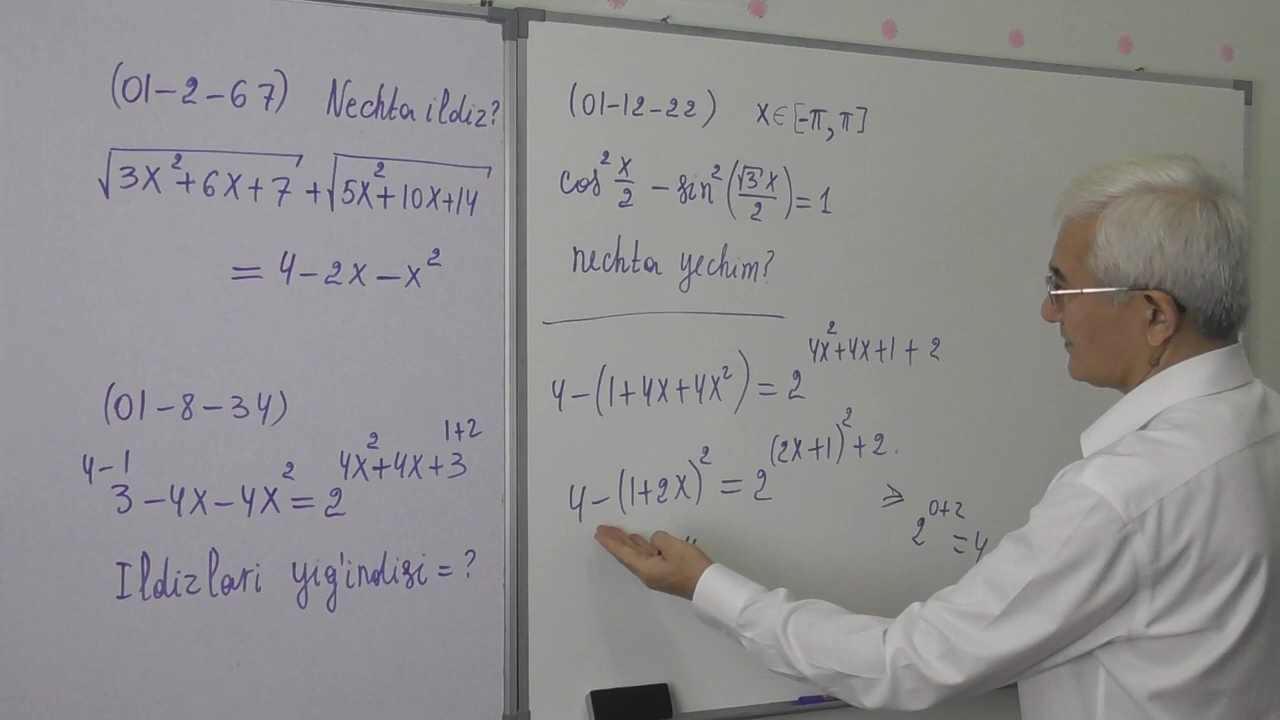 (01-2-67) Nechta ildiz?
√(3x²+6x+7) + √(5x²+10x+14)
= 4-2x-x²
(01-8-34)
4-1
1+2
3-4x-4x² = 2^(4x²+4x+3)
Ildizlari yig'indisi = ?
(01-12-22) x∈[-π, π]
cos² x/2 - sin² (√3x/2) = 1
nechta yechim?
4-(1+4x+4x²) = 2^(4x²+4x+1+2)
4-(1+2x)² = 2^((2x+1)²+2).
≥ 2^(0+2) = 4